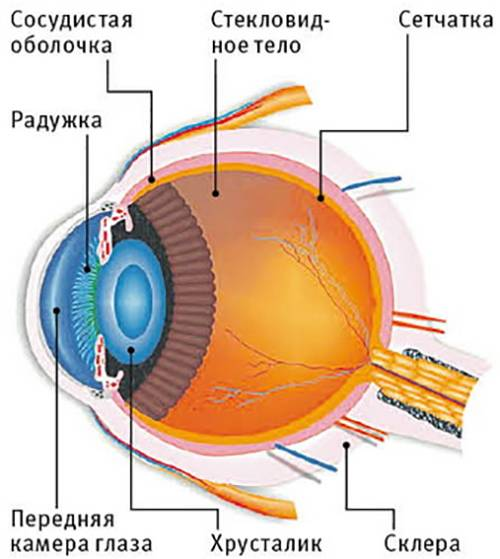 Сосудистая
оболочка
Стекловид-
ное тело
Сетчатка
Радужка
Передняя
камера глаза
Хрусталик
Склера